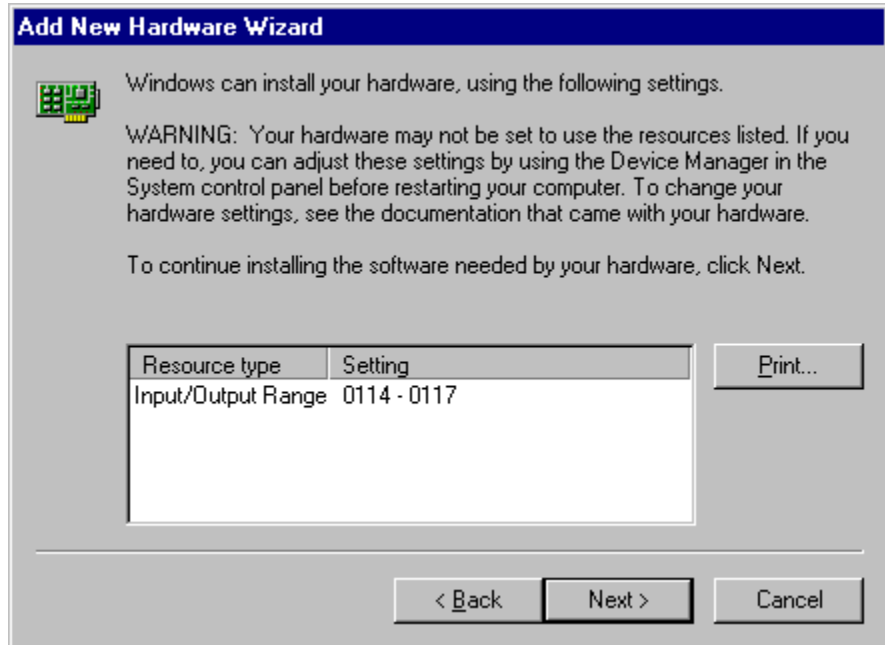 Add New Hardware Wizard
Windows can install your hardware, using the following settings.
WARNING:  Your hardware may not be set to use the resources listed. If you
need to, you can adjust these settings by using the Device Manager in the
System control panel before restarting your computer. To change your
hardware settings, see the documentation that came with your hardware.
To continue installing the software needed by your hardware, click Next.
Resource type Setting
Input/Output Range 0114 - 0117
Print...
< Back Next > Cancel